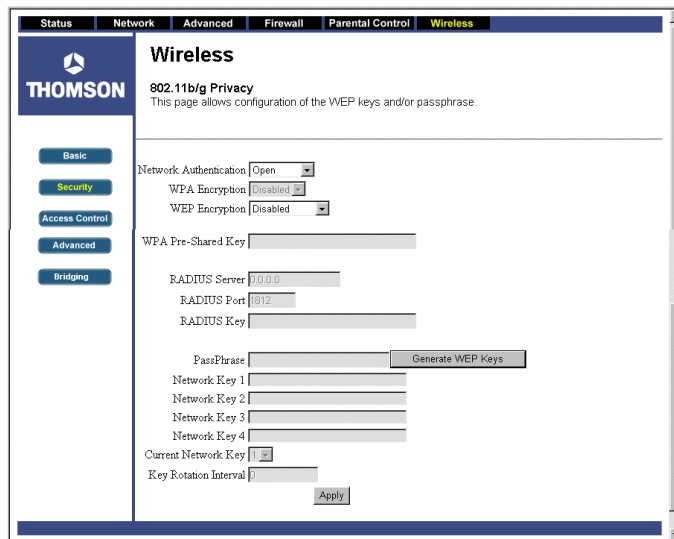 Status Network Advanced Firewall Parental Control Wireless
THOMSON
Wireless
802.11b/g Privacy
This page allows configuration of the WEP keys and/or passphrase.
Basic
Security
Access Control
Advanced
Bridging
Network Authentication Open
WPA Encryption Disabled
WEP Encryption Disabled
WPA Pre-Shared Key
RADIUS Server 0.0.0.0
RADIUS Port 1812
RADIUS Key
PassPhrase Generate WEP Keys
Network Key 1
Network Key 2
Network Key 3
Network Key 4
Current Network Key 1
Key Rotation Interval 0
Apply